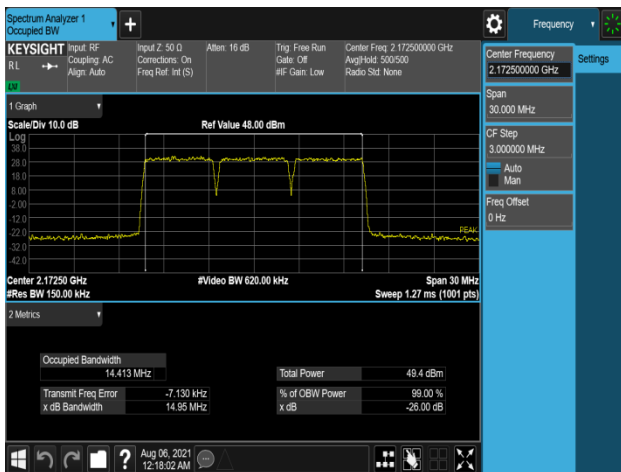 Spectrum Analyzer 1
Occupied BW
Frequency
KEYSIGHT
RL
LXI
Input: RF
Coupling: AC
Align: Auto
Input Z: 50 Ω
Corrections: On
Freq Ref: Int (S)
Atten: 16 dB
Trig: Free Run
Gate: Off
#IF Gain: Low
Center Freq: 2.172500000 GHz
Avg|Hold: 500/500
Radio Std: None
Center Frequency
2.172500000 GHz
Settings
Span
30.000 MHz
CF Step
3.000000 MHz
Auto
Man
Freq Offset
0 Hz
1 Graph
Scale/Div 10.0 dB
Ref Value 48.00 dBm
Log
38.0
28.0
18.0
8.00
-2.00
-12.0
-22.0
-32.0
-42.0
PEAK
Center 2.17250 GHz
#Video BW 620.00 kHz
Span 30 MHz
#Res BW 150.00 kHz
Sweep 1.27 ms (1001 pts)
2 Metrics
Occupied Bandwidth
14.413 MHz
Total Power 49.4 dBm
Transmit Freq Error -7.130 kHz
% of OBW Power 99.00 %
x dB Bandwidth 14.95 MHz
x dB -26.00 dB
?
Aug 06, 2021
12:18:02 AM